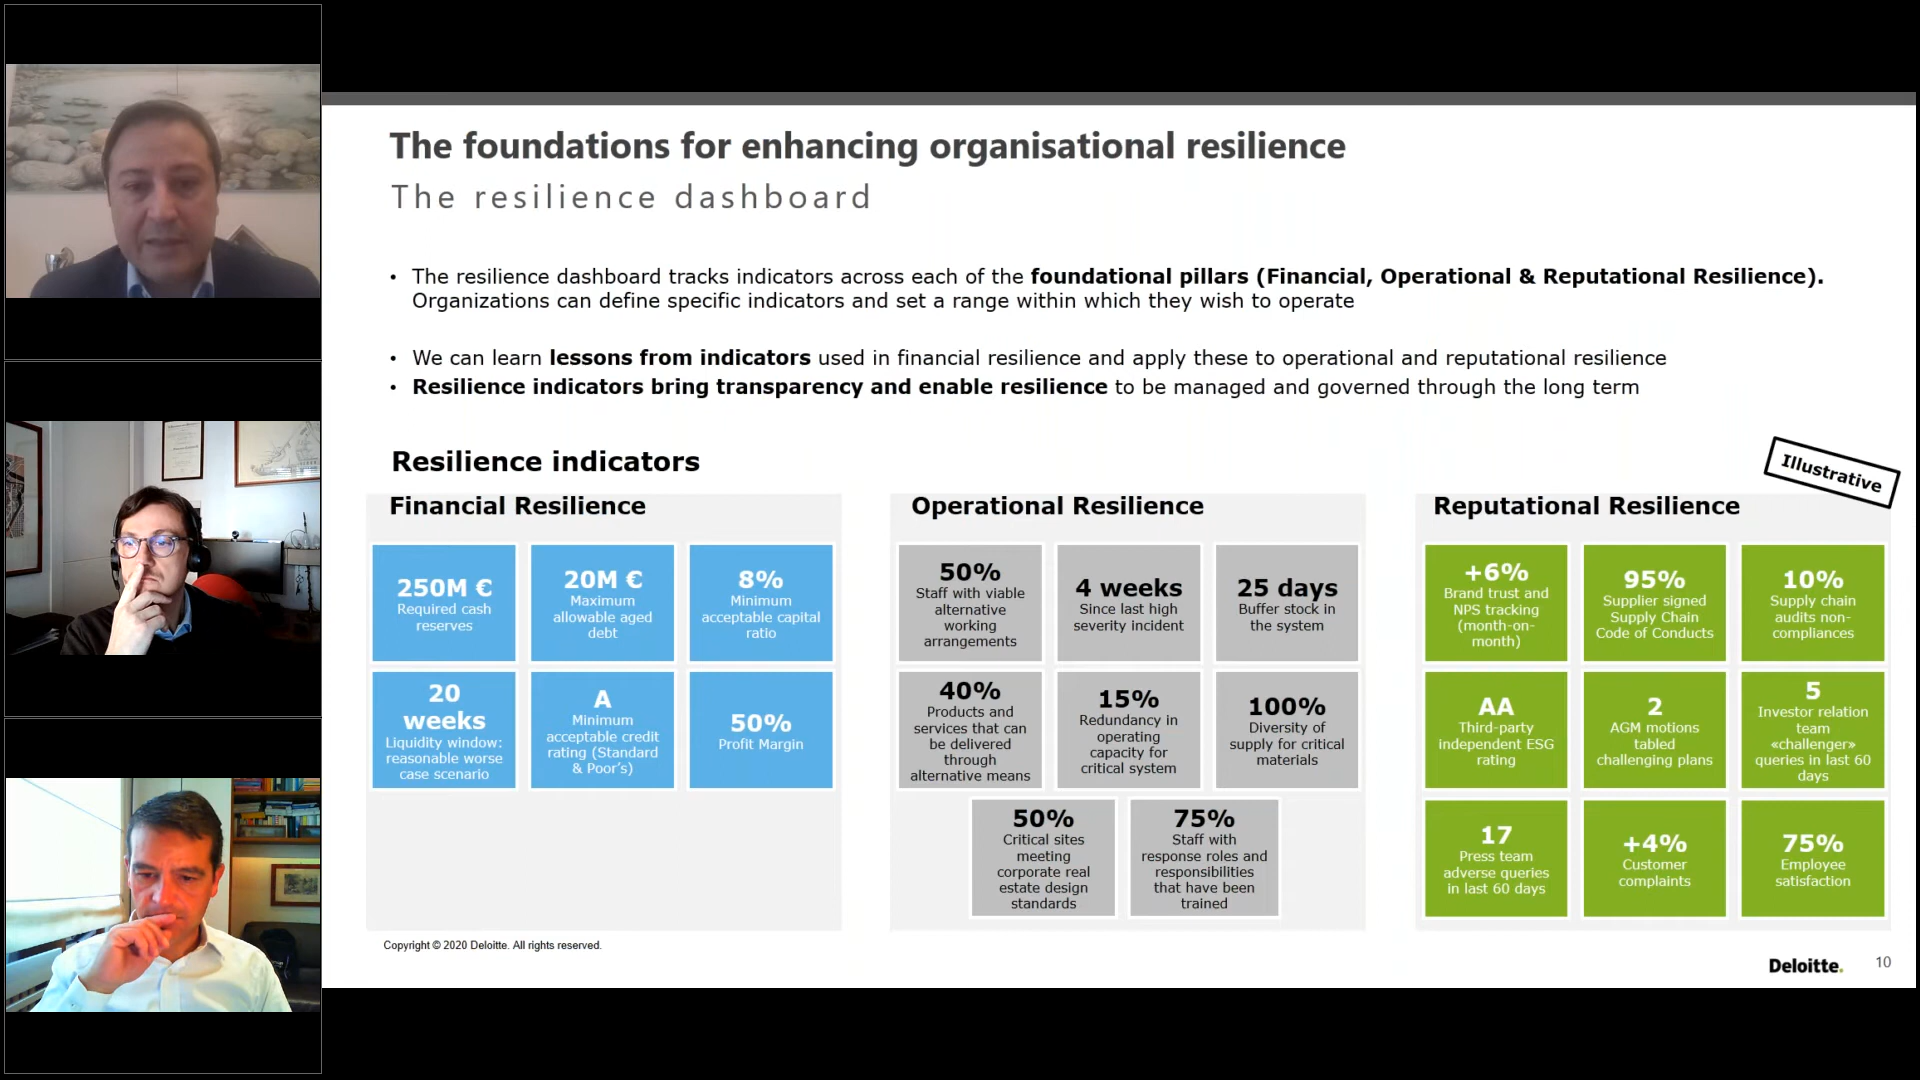 The foundations for enhancing organisational resilience
The resilience dashboard
• The resilience dashboard tracks indicators across each of the foundational pillars (Financial, Operational & Reputational Resilience).
Organizations can define specific indicators and set a range within which they wish to operate
• We can learn lessons from indicators used in financial resilience and apply these to operational and reputational resilience
• Resilience indicators bring transparency and enable resilience to be managed and governed through the long term
Resilience indicators
Illustrative
Financial Resilience
250M €
Required cash
reserves
20M €
Maximum
allowable aged
debt
8%
Minimum
acceptable capital
ratio
20
weeks
Liquidity window:
reasonable worse
case scenario
A
Minimum
acceptable credit
rating (Standard
& Poor's)
50%
Profit Margin
Operational Resilience
50%
Staff with viable
alternative
working
arrangements
4 weeks
Since last high
severity incident
25 days
Buffer stock in
the system
40%
Products and
services that can
be delivered
through
alternative means
15%
Redundancy in
operating
capacity for
critical system
100%
Diversity of
supply for critical
materials
50%
Critical sites
meeting
corporate real
estate design
standards
75%
Staff with
response roles and
responsibilities
that have been
trained
Reputational Resilience
+6%
Brand trust and
NPS tracking
(month-on-
month)
95%
Supplier signed
Supply Chain
Code of Conducts
10%
Supply chain
audits non-
compliances
AA
Third-party
independent ESG
rating
2
AGM motions
tabled
challenging plans
5
Investor relation
team
«challenger»
queries in last 60
days
17
Press team
adverse queries
in last 60 days
+4%
Customer
complaints
75%
Employee
satisfaction
Copyright © 2020 Deloitte. All rights reserved.
Deloitte.
10